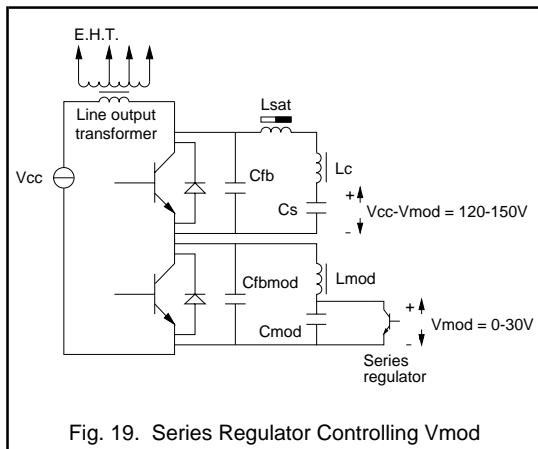 E.H.T.
Line output
transformer
Lsat
Vcc
Cfb
Lc
Cs
+
Vcc-Vmod = 120-150V
-
Cfbmod
Lmod
Cmod
+
Vmod = 0-30V
-
Series
regulator
Fig. 19. Series Regulator Controlling Vmod